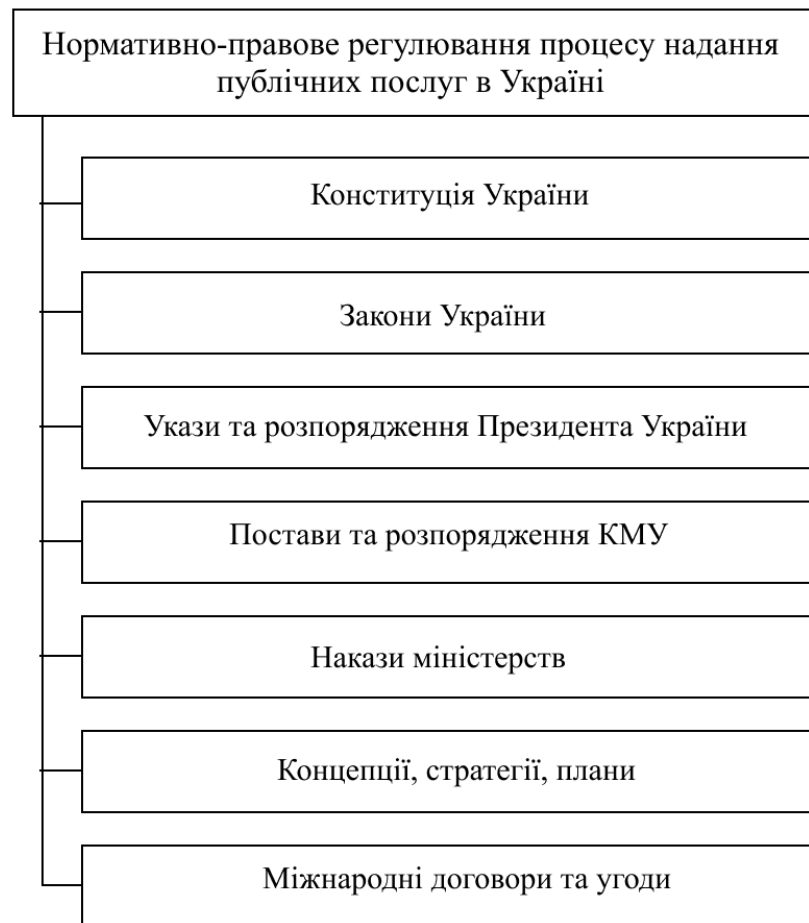 Нормативно-правове регулювання процесу надання
публічних послуг в Україні
Конституція України
Закони України
Укази та розпорядження Президента України
Постави та розпорядження КМУ
Накази міністерств
Концепції, стратегії, плани
Міжнародні договори та угоди